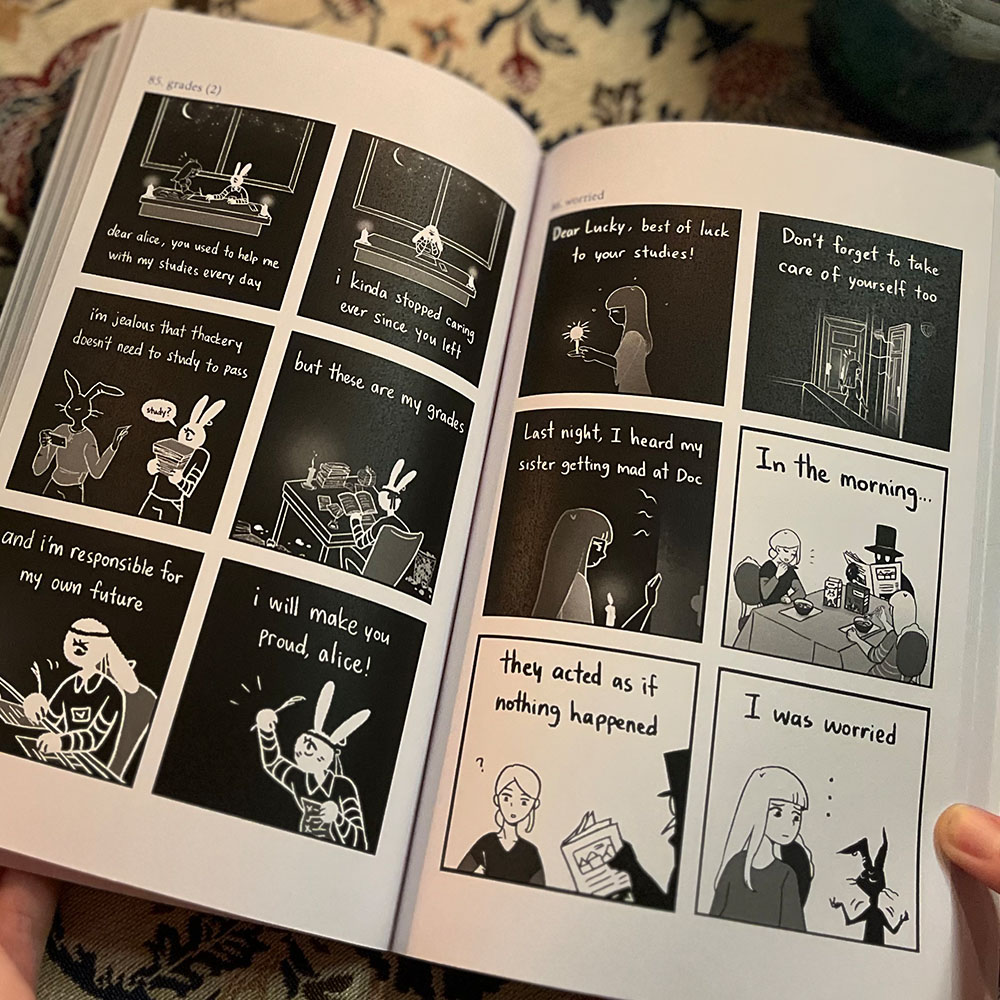 85. grades (2)
dear alice, you used to help me
with my studies every day
i kinda stopped caring
ever since you left
i'm jealous that thackery
doesn't need to study to pass
study?
but these are my grades
and i'm responsible for
my own future
i will make you
proud, alice!
86. worried
Dear Lucky, best of luck
to your studies!
Don't forget to take
care of yourself too
Last night, I heard my
sister getting mad at Doc
In the morning...
they acted as if
nothing happened
?
I was worried